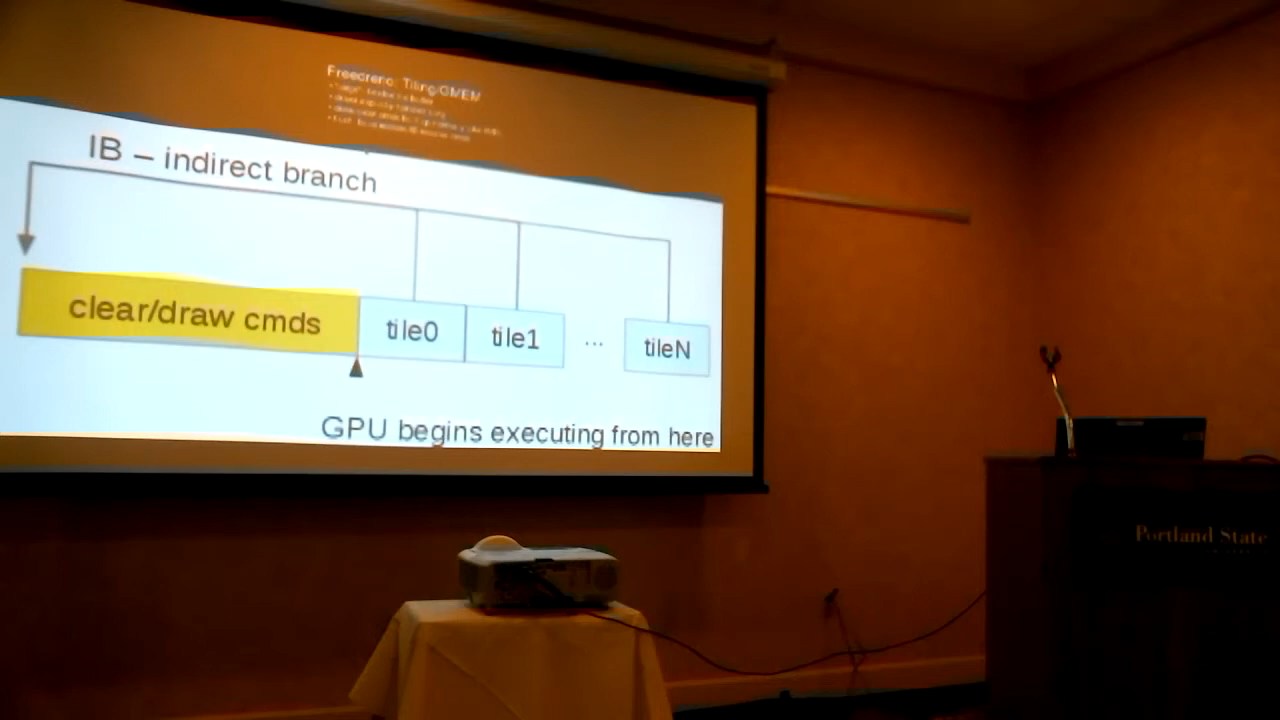 Freedreno: Tiling/GMEM
IB – indirect branch
clear/draw cmds
tile0
tile1
...
tileN
GPU begins executing from here
Portland State